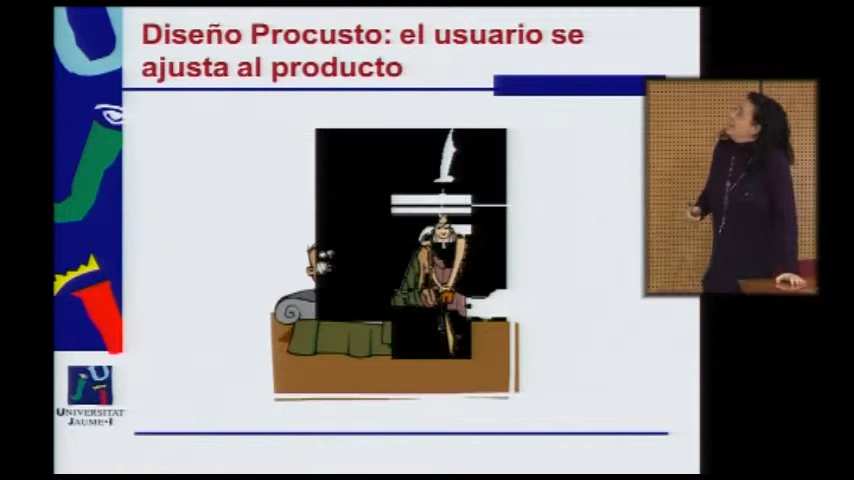 Diseño Procusto: el usuario se
ajusta al producto
UNIVERSITAT
JAUME·I